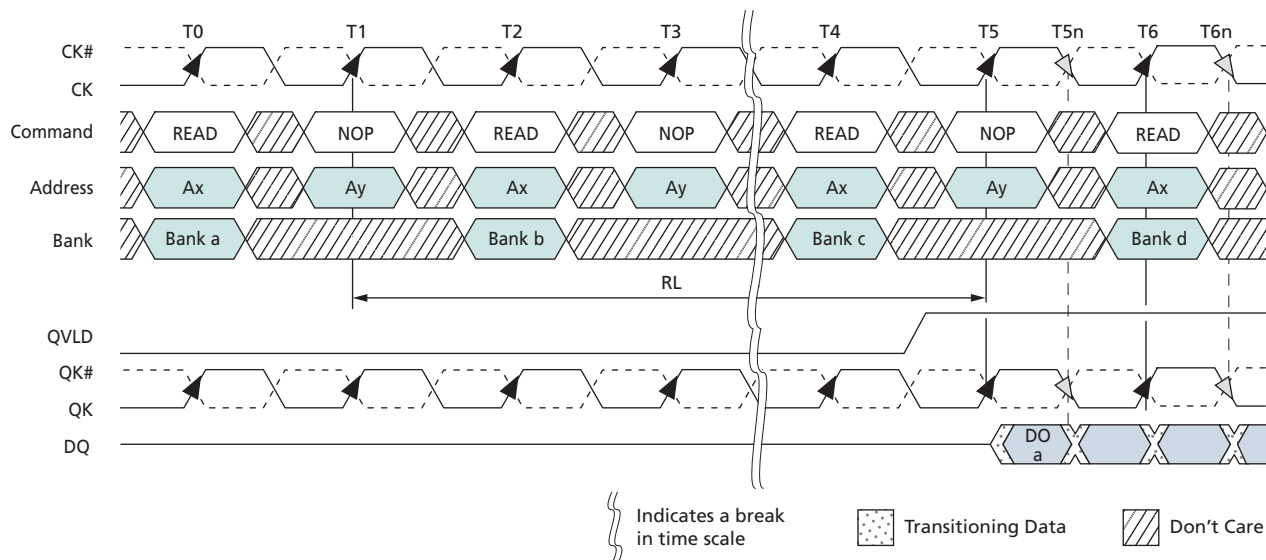 T0 T1 T2 T3 T4 T5 T5n T6 T6n
CK#
CK
Command READ NOP READ NOP READ NOP READ
Address Ax Ay Ax Ay Ax Ay Ax
Bank Bank a Bank b Bank c Bank d
RL
QVLD
QK#
QK
DQ DO
a
Indicates a break
in time scale
Transitioning Data
Don't Care